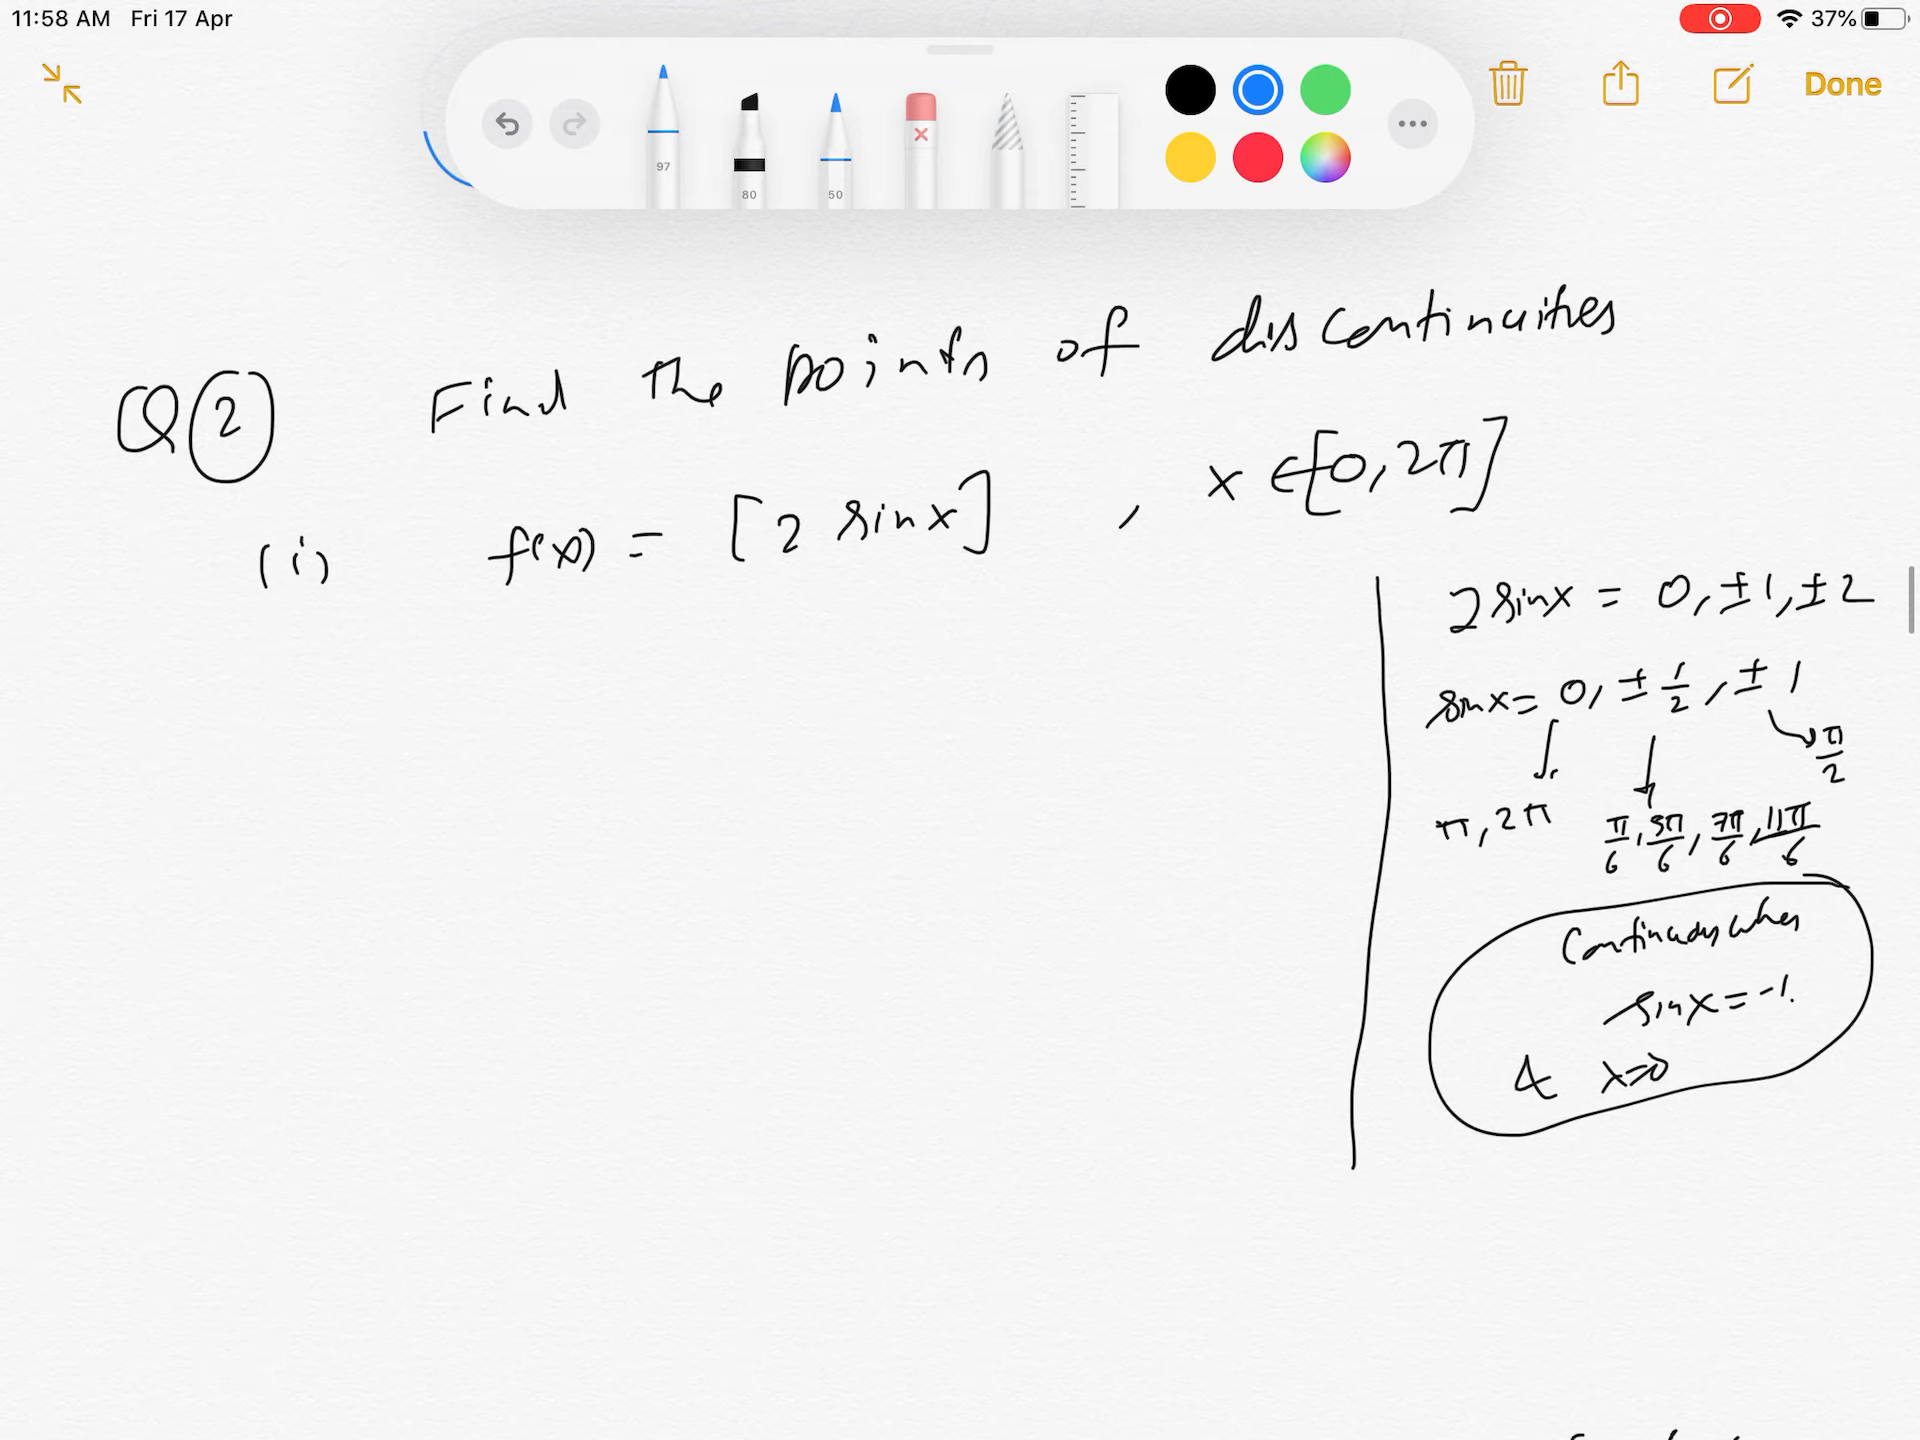 11:58 AM Fri 17 Apr
37%
Done
97
80
50
Q 2 Find the points of discontinuities
(i) f(x) = [2 sinx] , x ∈ [0, 2π]
2 sinx = 0, ±1, ±2
sinx = 0, ± 1/2, ± 1
π/2
π, 2π
π/6, 5π/6, 7π/6, 11π/6
Continuous when
sinx = -1.
& x=0